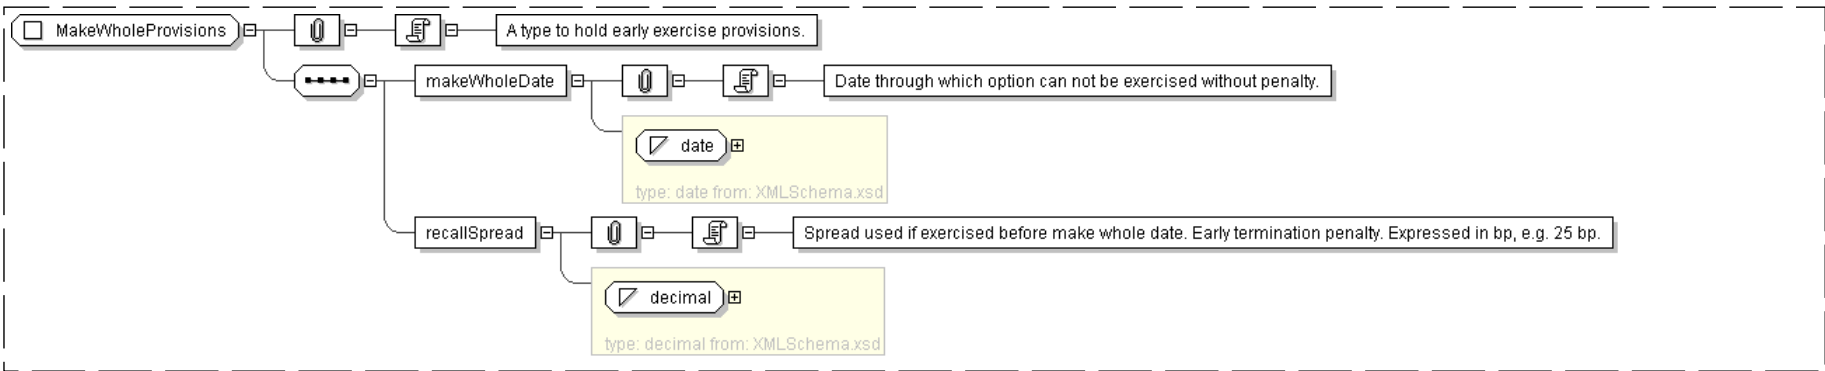 MakeWholeProvisions
A type to hold early exercise provisions.
makeWholeDate
Date through which option can not be exercised without penalty.
date
type: date from: XMLSchema.xsd
recallSpread
Spread used if exercised before make whole date. Early termination penalty. Expressed in bp, e.g. 25 bp.
decimal
type: decimal from: XMLSchema.xsd